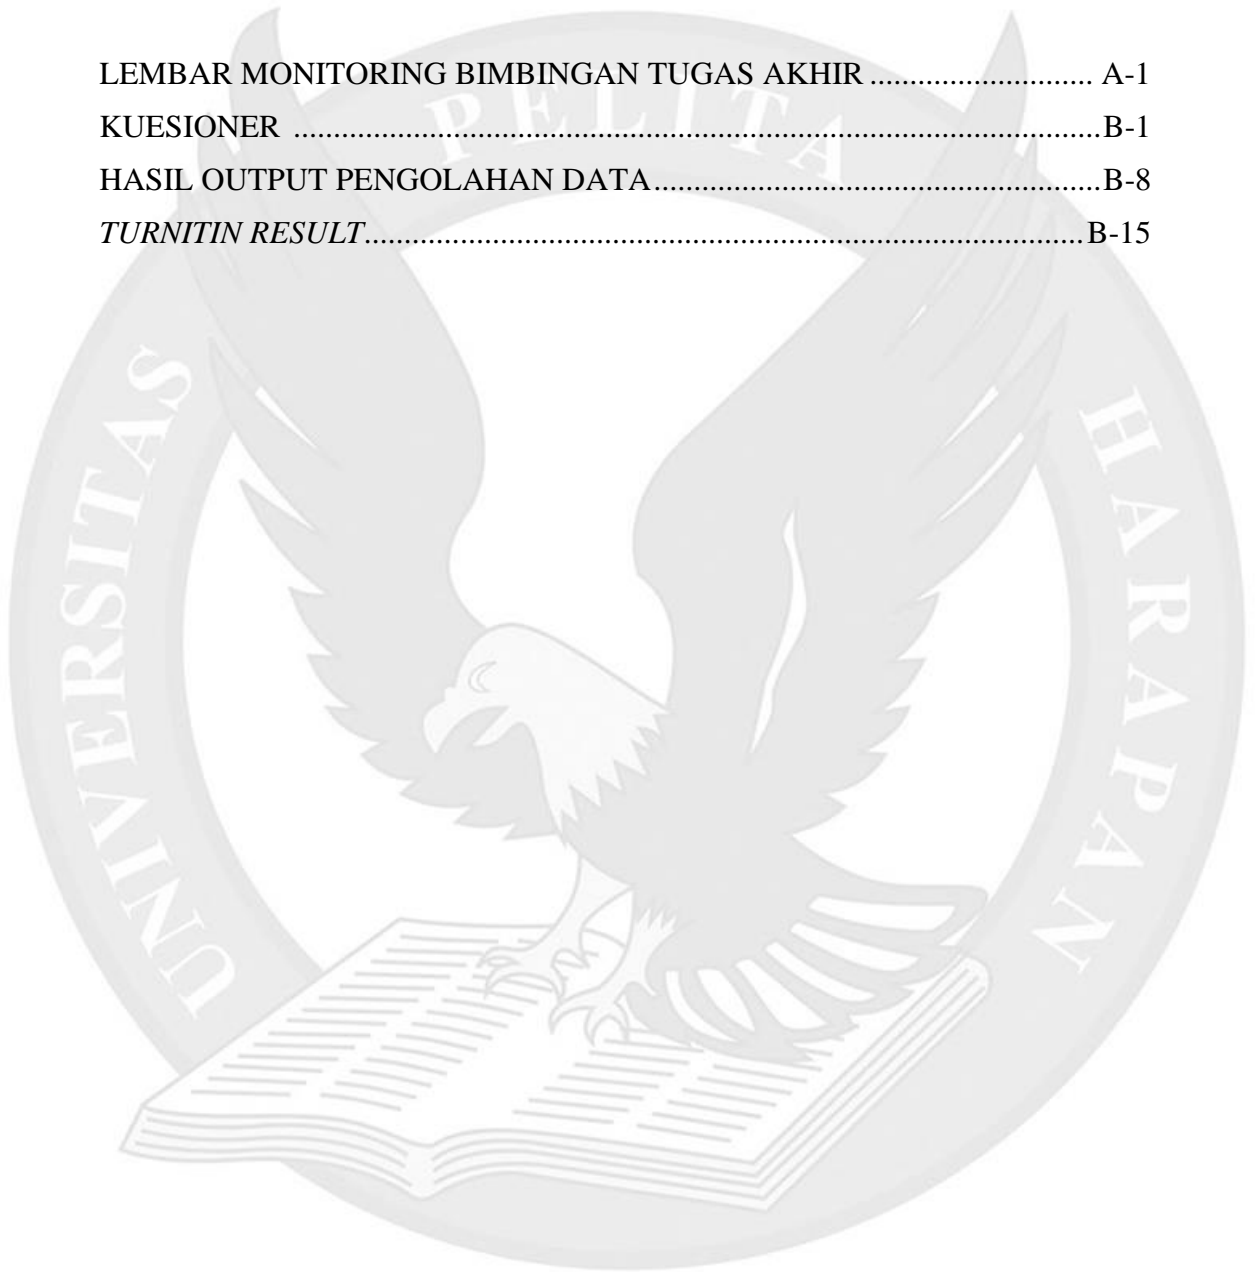 LEMBAR MONITORING BIMBINGAN TUGAS AKHIR ............................ A-1
KUESIONER .....................................................................................................B-1
HASIL OUTPUT PENGOLAHAN DATA........................................................B-8
TURNITIN RESULT..........................................................................................B-15
UNIVERSITAS PELITA HARAPAN